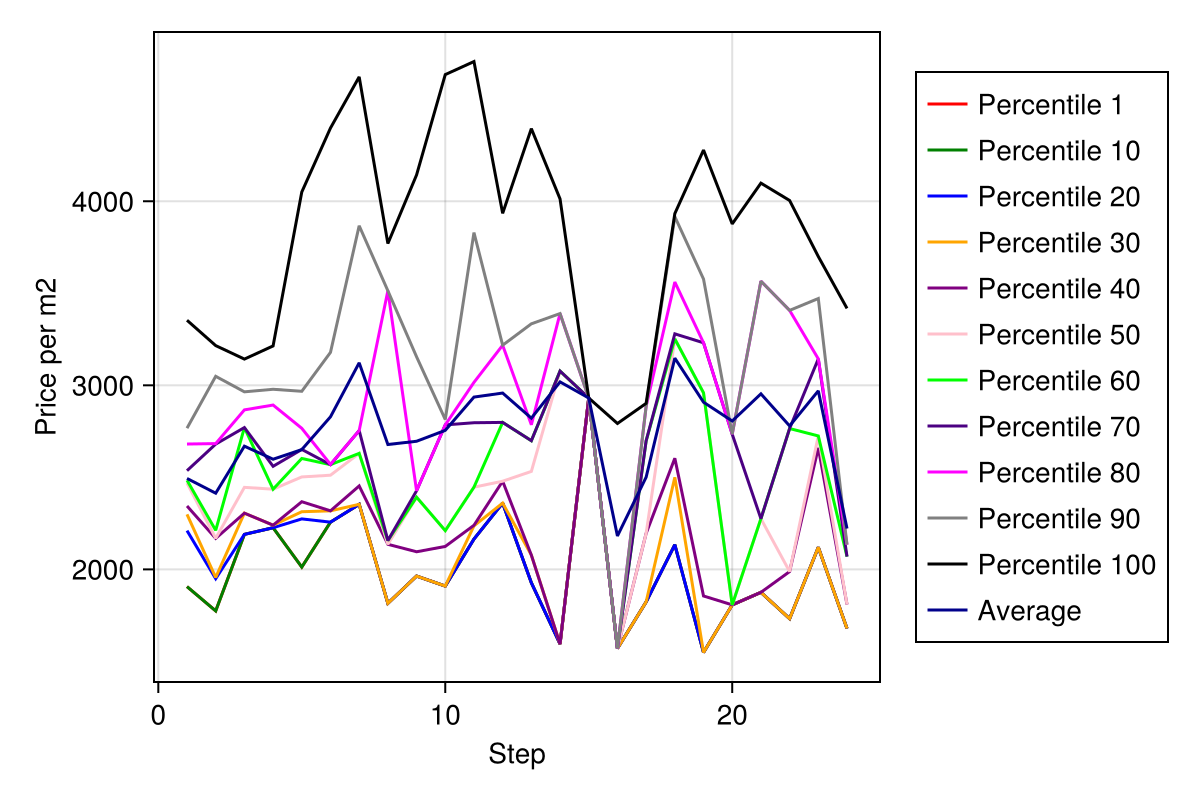 4000
3000
2000
Price per m2
0
10
20
Step
Percentile 1
Percentile 10
Percentile 20
Percentile 30
Percentile 40
Percentile 50
Percentile 60
Percentile 70
Percentile 80
Percentile 90
Percentile 100
Average